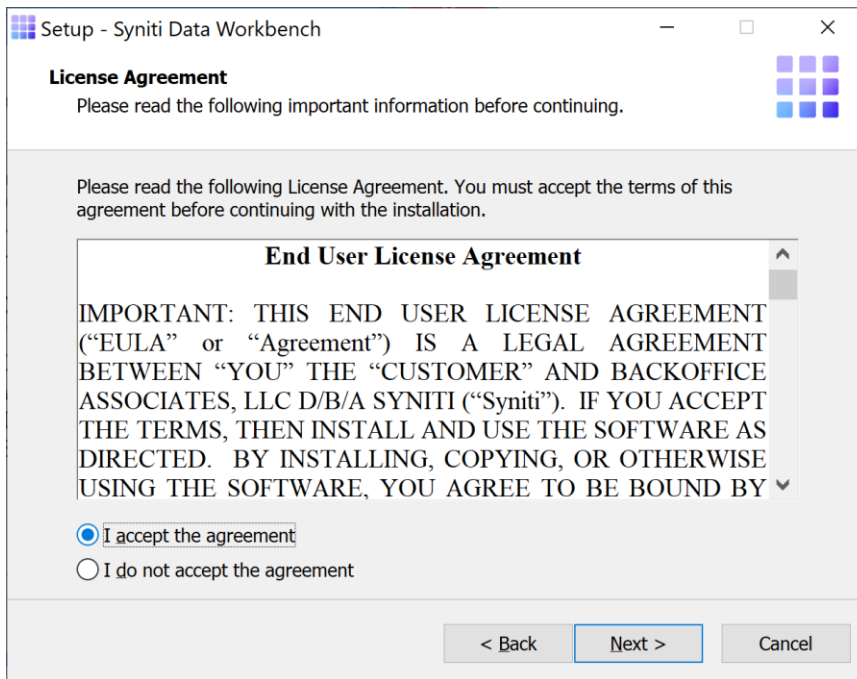 Setup - Syniti Data Workbench
License Agreement
Please read the following important information before continuing.
Please read the following License Agreement. You must accept the terms of this
agreement before continuing with the installation.
End User License Agreement
IMPORTANT: THIS END USER LICENSE AGREEMENT
(“EULA” or “Agreement”) IS A LEGAL AGREEMENT
BETWEEN “YOU” THE “CUSTOMER” AND BACKOFFICE
ASSOCIATES, LLC D/B/A SYNITI (“Syniti”).  IF YOU ACCEPT
THE TERMS, THEN INSTALL AND USE THE SOFTWARE AS
DIRECTED.  BY INSTALLING, COPYING, OR OTHERWISE
USING THE SOFTWARE, YOU AGREE TO BE BOUND BY
I accept the agreement
I do not accept the agreement
< Back
Next >
Cancel